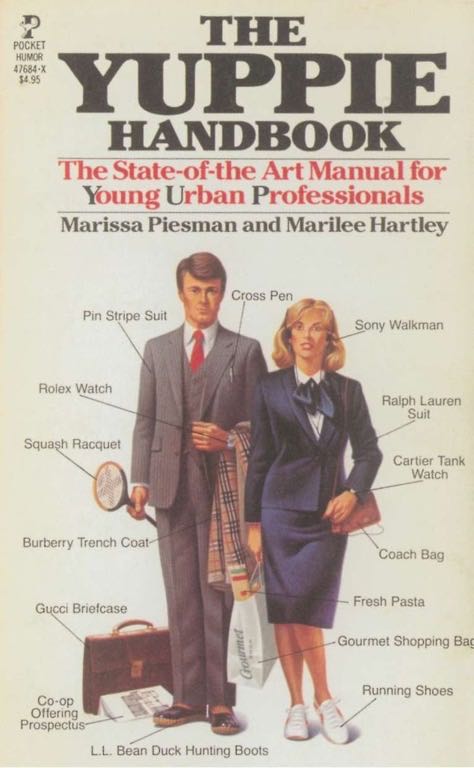 P
POCKET
HUMOR
47684-X
$4.95
THE
YUPPIE
HANDBOOK
The State-of-the Art Manual for
Young Urban Professionals
Marissa Piesman and Marilee Hartley
Cross Pen
Pin Stripe Suit
Sony Walkman
Rolex Watch
Ralph Lauren
Suit
Squash Racquet
Cartier Tank
Watch
Burberry Trench Coat
Coach Bag
Fresh Pasta
Gucci Briefcase
Gourmet
Gourmet Shopping Bag
Running Shoes
Co-op
Offering
Prospectus
L.L. Bean Duck Hunting Boots